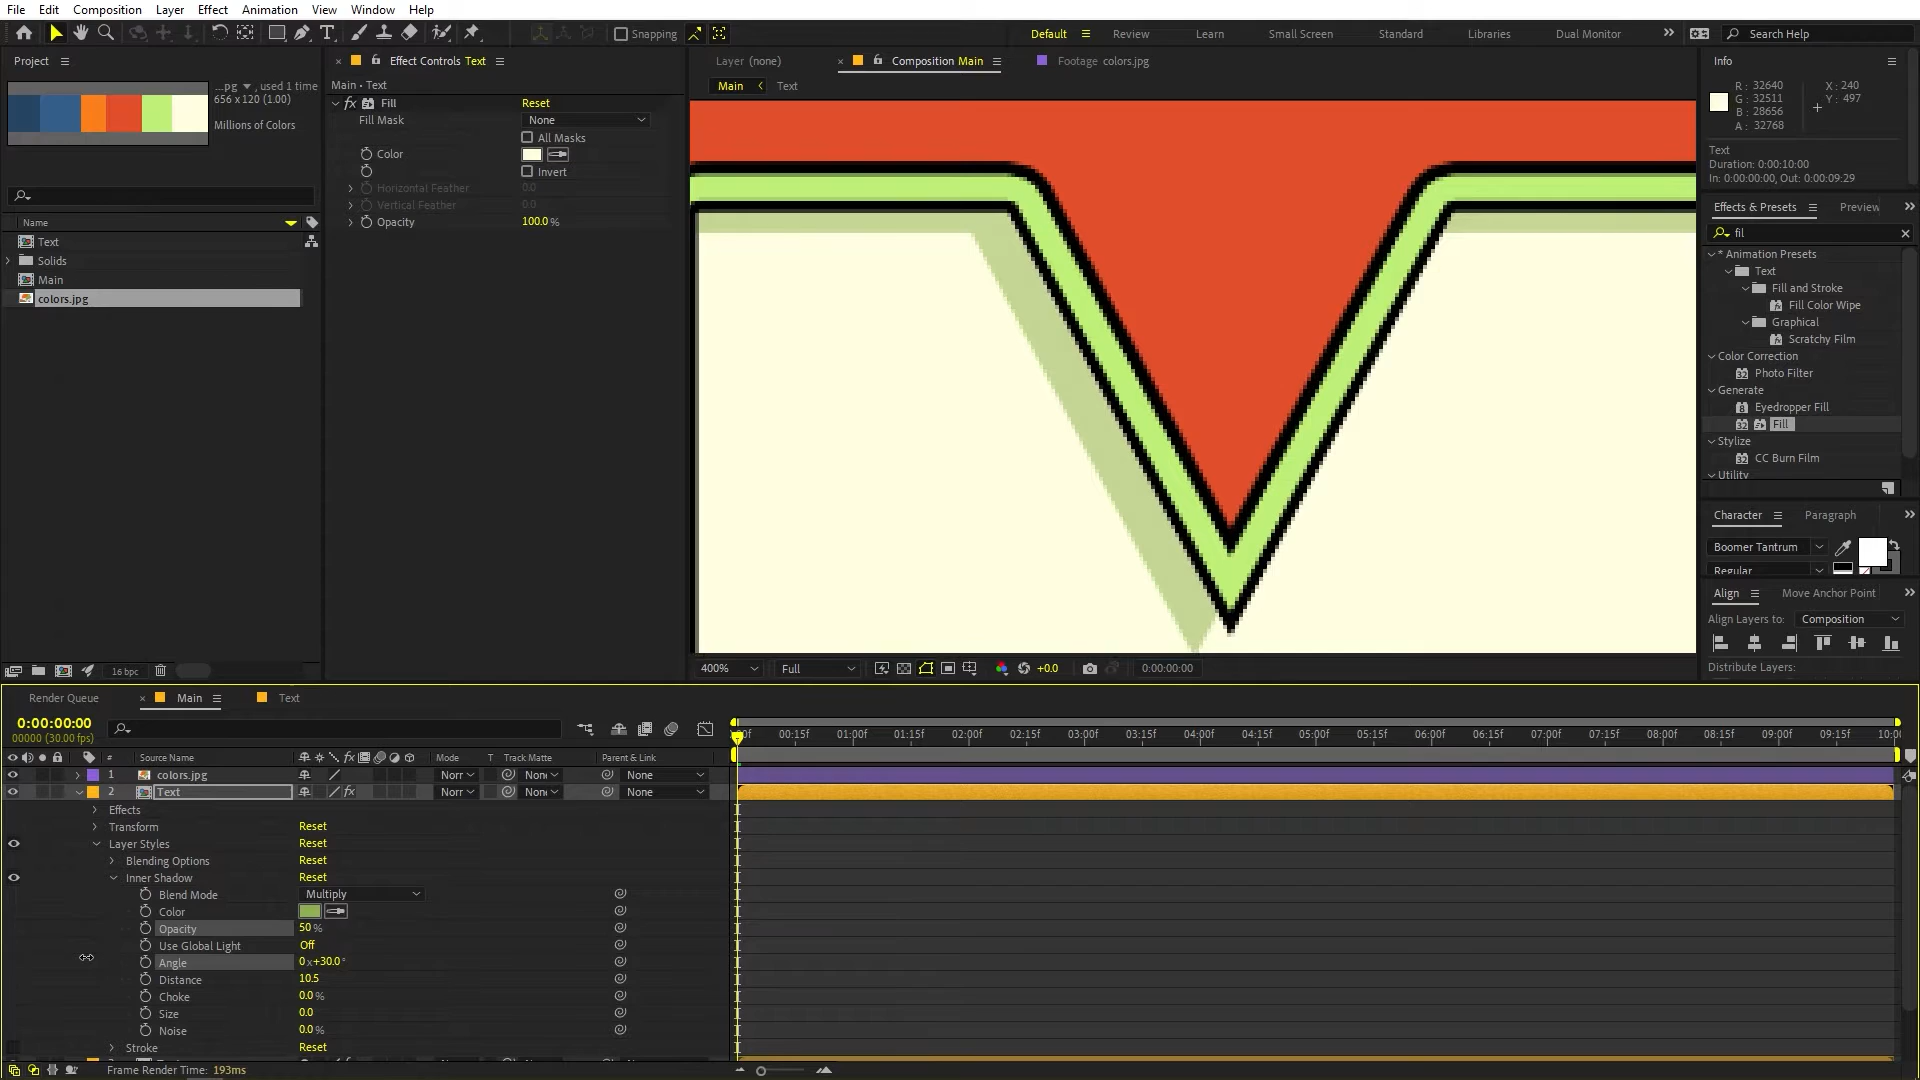 File Edit Composition Layer Effect Animation View Window Help
Snapping
Default Review Learn Small Screen Standard Libraries Dual Monitor Search Help
Project
...pg , used 1 time
656 x 120 (1.00)
Millions of Colors
Name
Text
Solids
Main
colors.jpg
16 bpc
Effect Controls Text
Main • Text
fx Fill Reset
Fill Mask None
All Masks
Color
Invert
Horizontal Feather 0.0
Vertical Feather 0.0
Opacity 100.0 %
Layer (none) Composition Main Footage colors.jpg
Main Text
400% Full +0.0 0:00:00:00
Info
R : 32640
G : 32511
B : 28656
A : 32768
X : 240
Y : 497
Text
Duration: 0:00:10:00
In: 0:00:00:00, Out: 0:00:09:29
Effects & Presets Preview
fil
* Animation Presets
Text
Fill and Stroke
Fill Color Wipe
Graphical
Scratchy Film
Color Correction
Photo Filter
Generate
Eyedropper Fill
Fill
Stylize
CC Burn Film
Utility
Character Paragraph
Boomer Tantrum
Regular
Align Move Anchor Point
Align Layers to: Composition
Distribute Layers:
Render Queue Main Text
0:00:00:00
00000 (30.00 fps)
:00f 00:15f 01:00f 01:15f 02:00f 02:15f 03:00f 03:15f 04:00f 04:15f 05:00f 05:15f 06:00f 06:15f 07:00f 07:15f 08:00f 08:15f 09:00f 09:15f 10:00
# Source Name Mode T Track Matte Parent & Link
1 colors.jpg Norr None None
2 Text fx Norr None None
Effects
Transform Reset
Layer Styles Reset
Blending Options Reset
Inner Shadow Reset
Blend Mode Multiply
Color
Opacity 50 %
Use Global Light Off
Angle 0 x+30.0 °
Distance 10.5
Choke 0.0 %
Size 0.0
Noise 0.0 %
Stroke Reset
Frame Render Time: 193ms